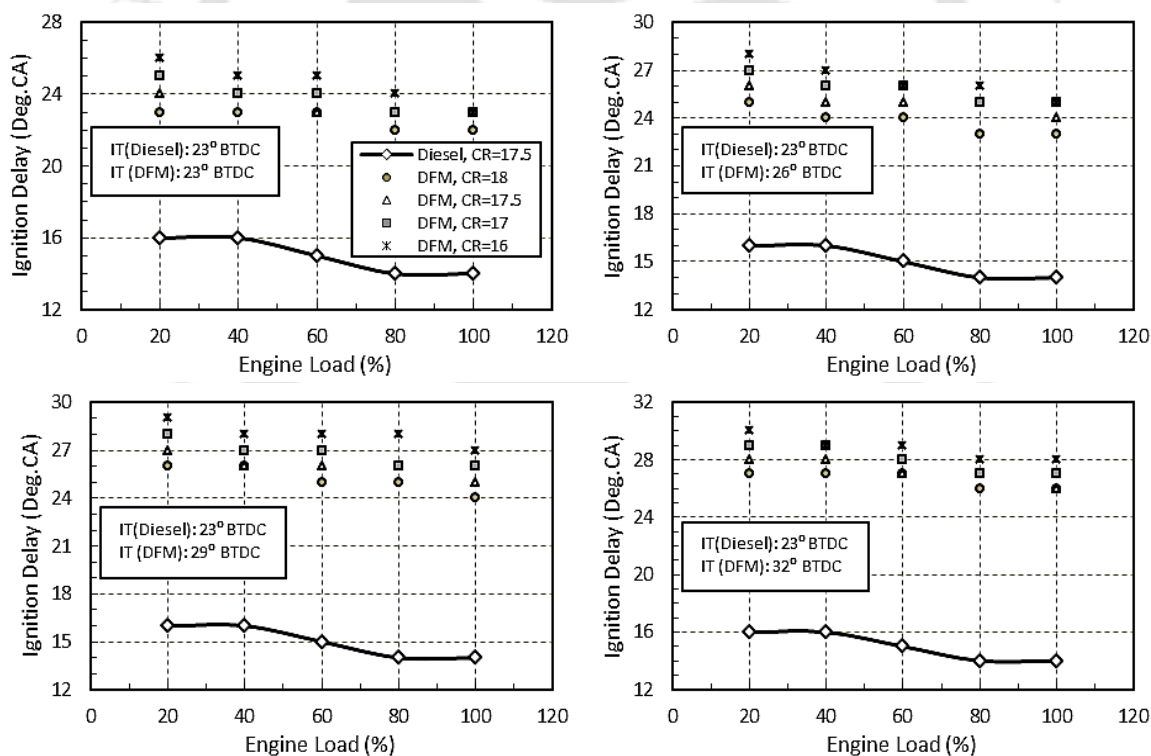 28
24
20
16
12
Ignition Delay (Deg.CA)
IT(Diesel): 23° BTDC
IT (DFM): 23° BTDC
Diesel, CR=17.5
DFM, CR=18
DFM, CR=17.5
DFM, CR=17
DFM, CR=16
0 20 40 60 80 100 120
Engine Load (%)
30
27
24
21
18
15
12
Ignition Delay (Deg.CA)
IT(Diesel): 23° BTDC
IT (DFM): 26° BTDC
0 20 40 60 80 100 120
Engine Load (%)
30
27
24
21
18
15
12
Ignition Delay (Deg.CA)
IT(Diesel): 23° BTDC
IT (DFM): 29° BTDC
0 20 40 60 80 100 120
Engine Load (%)
32
28
24
20
16
12
Ignition Delay (Deg.CA)
IT(Diesel): 23° BTDC
IT (DFM): 32° BTDC
0 20 40 60 80 100 120
Engine Load (%)